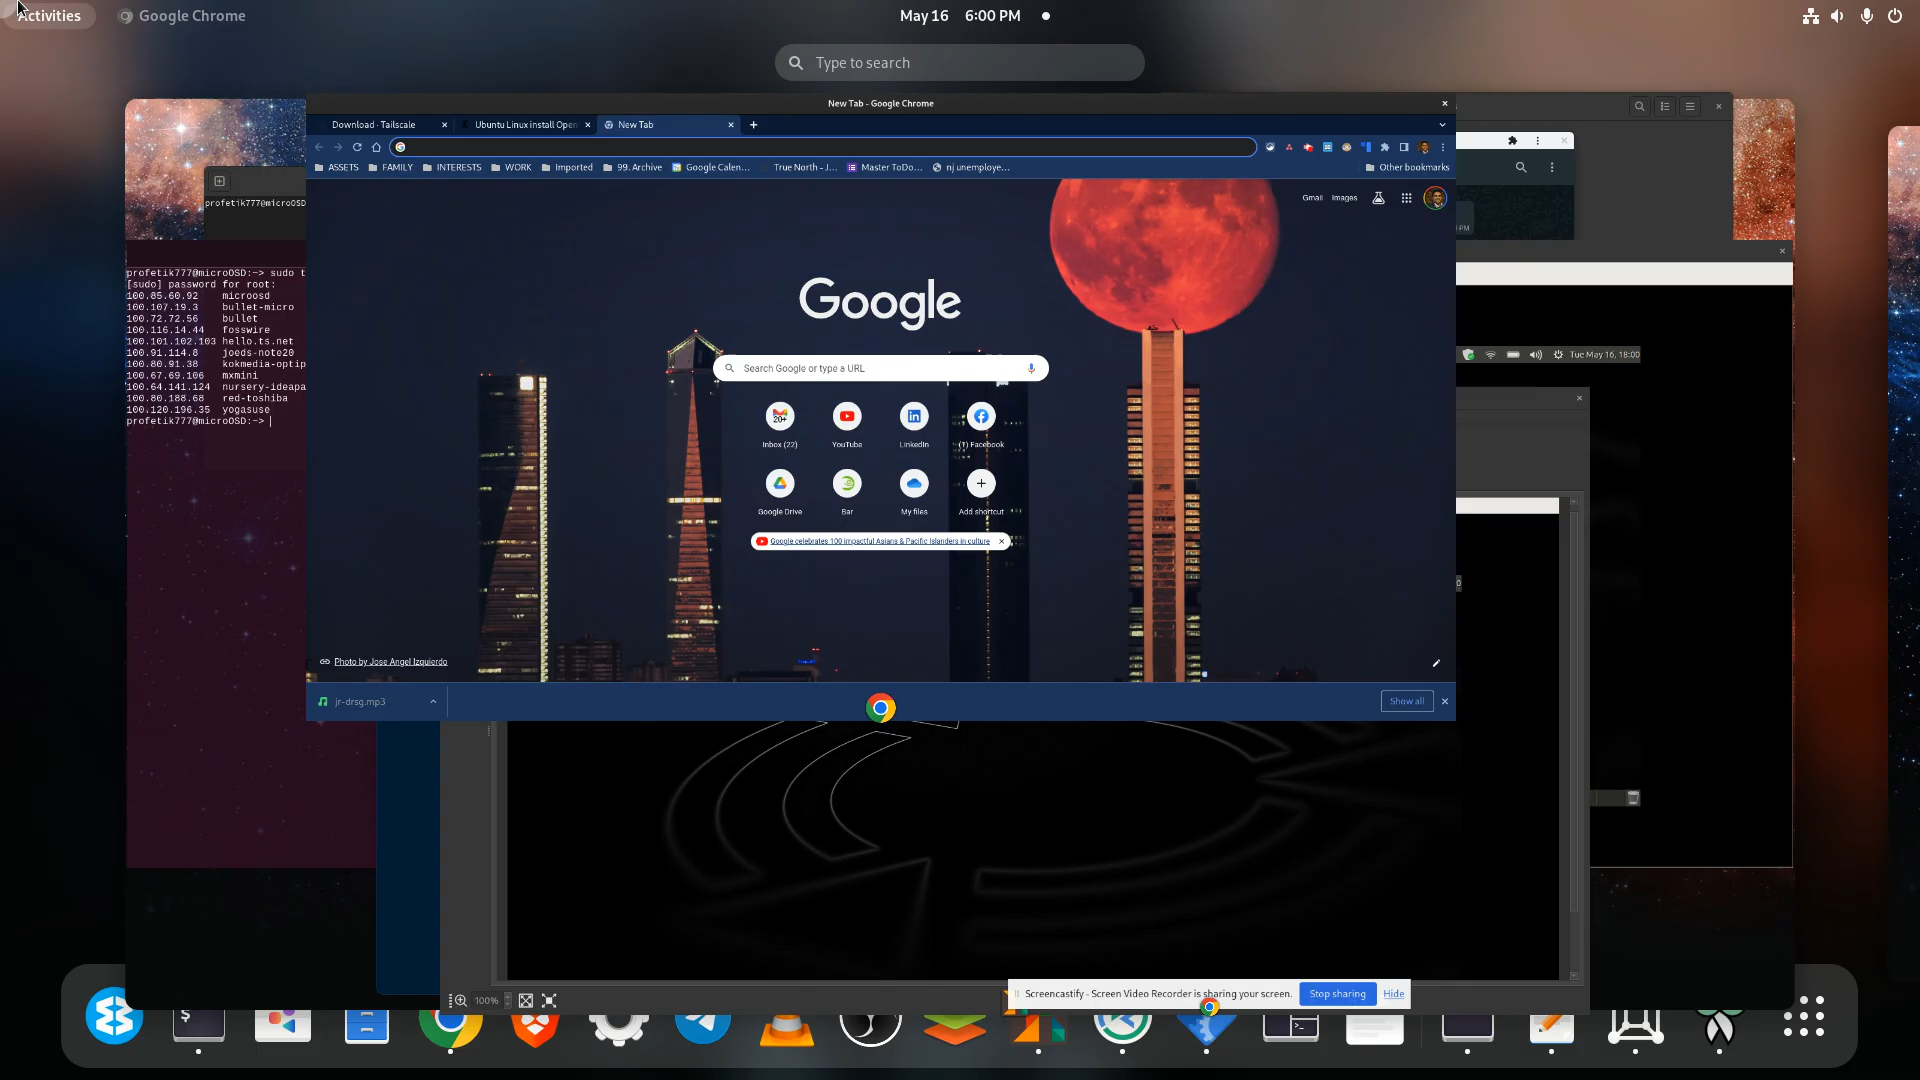 Activities
Google Chrome
May 16 6:00 PM
Type to search
New Tab - Google Chrome
Download · Tailscale
Ubuntu Linux install Open
New Tab
ASSETS
FAMILY
INTERESTS
WORK
Imported
99. Archive
Google Calen...
True North - J...
Master ToDo...
nj unemploye...
Other bookmarks
profetik777@microOSD
Gmail
Images
PM
Google
profetik777@microOSD:~> sudo t
[sudo] password for root:
100.85.60.92 microosd
100.107.19.3 bullet-micro
100.72.72.56 bullet
100.116.14.44 fosswire
100.101.102.103 hello.ts.net
100.91.114.8 joeds-note20
100.80.91.38 kokmedia-optip
100.67.69.106 mxmini
100.64.141.124 nursery-ideapa
100.80.188.68 red-toshiba
100.120.196.35 yogasuse
profetik777@microOSD:~>
Tue May 16, 18:00
Search Google or type a URL
20+
Inbox (22)
YouTube
LinkedIn
(1) Facebook
Google Drive
Bar
My files
Add shortcut
Google celebrates 100 impactful Asians & Pacific Islanders in culture
Photo by Jose Angel Izquierdo
jr-drsg.mp3
Show all
100%
Screencastify - Screen Video Recorder is sharing your screen.
Stop sharing
Hide